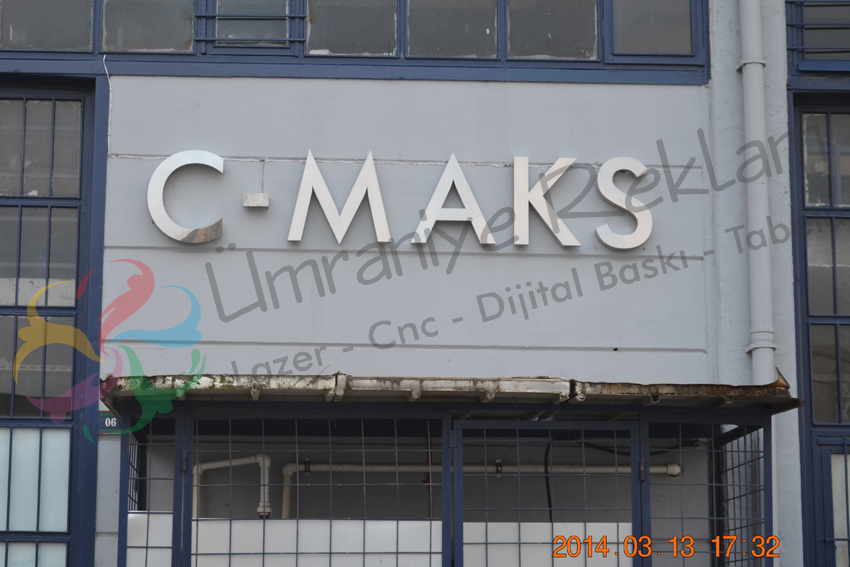 C-MAKS
Ümraniye Reklam
Lazer - Cnc - Dijital Baskı - Tab
06
2014.03.13 17:32